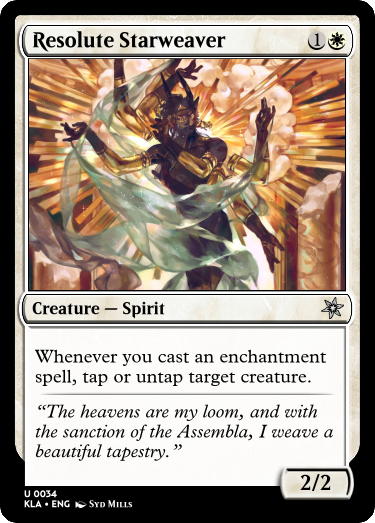 Resolute Starweaver 1
Creature — Spirit
Whenever you cast an enchantment
spell, tap or untap target creature.
“The heavens are my loom, and with
the sanction of the Assembla, I weave a
beautiful tapestry.”
2/2
U 0034
KLA • ENG Syd Mills